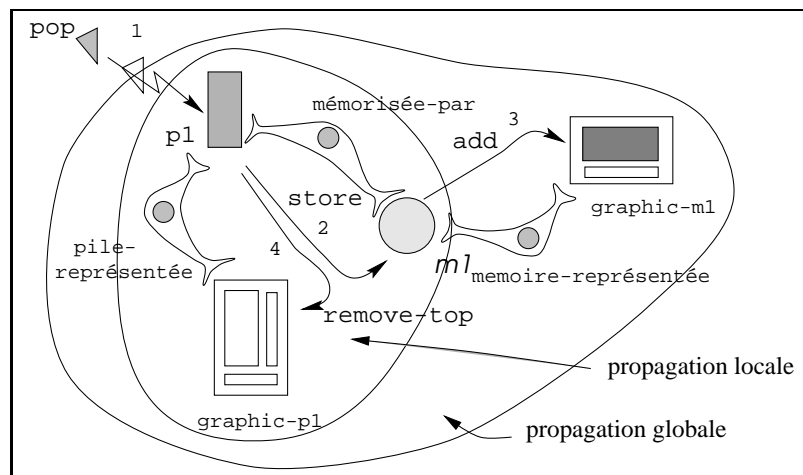 pop
1
mémorisée-par
3
add
p1
graphic-m1
store
2
4
pile-
représentée
m1
memoire-représentée
remove-top
propagation locale
graphic-p1
propagation globale